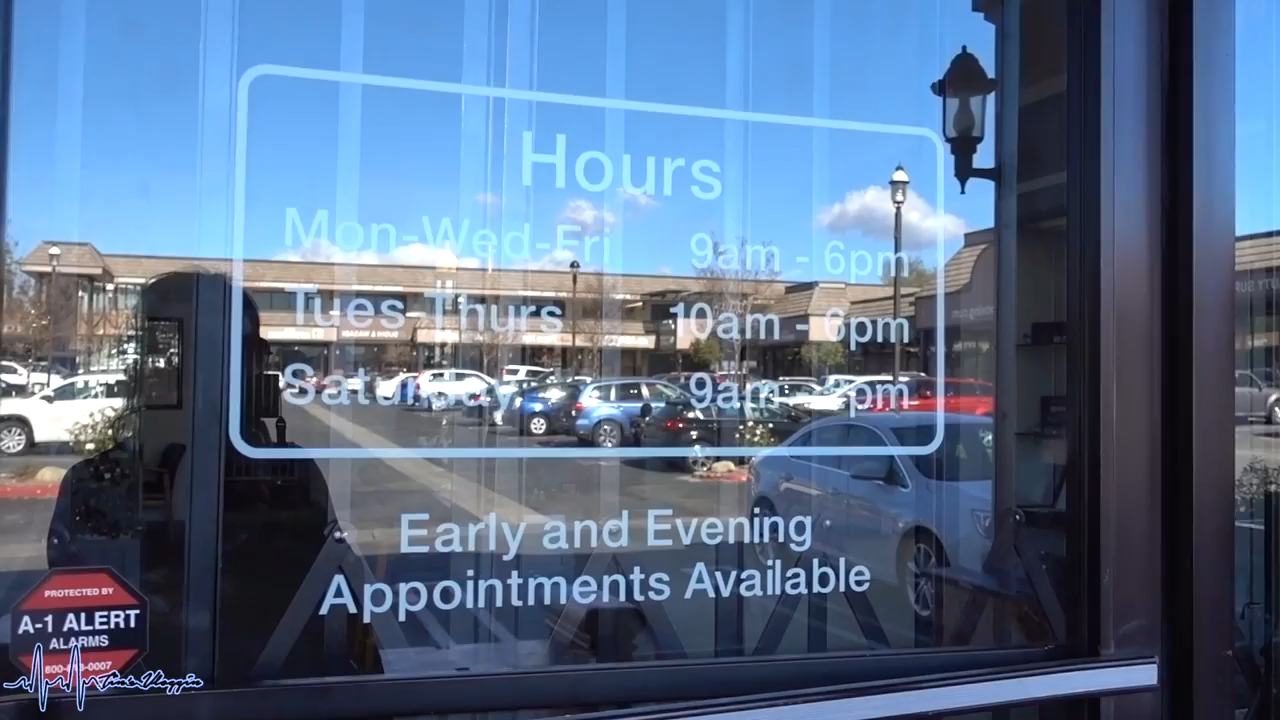 Hours
Mon-Wed-Fri 9am - 6pm
Tues-Thurs 10am - 6pm
Saturday 9am - pm
Early and Evening
Appointments Available
PROTECTED BY
A-1 ALERT
ALARMS